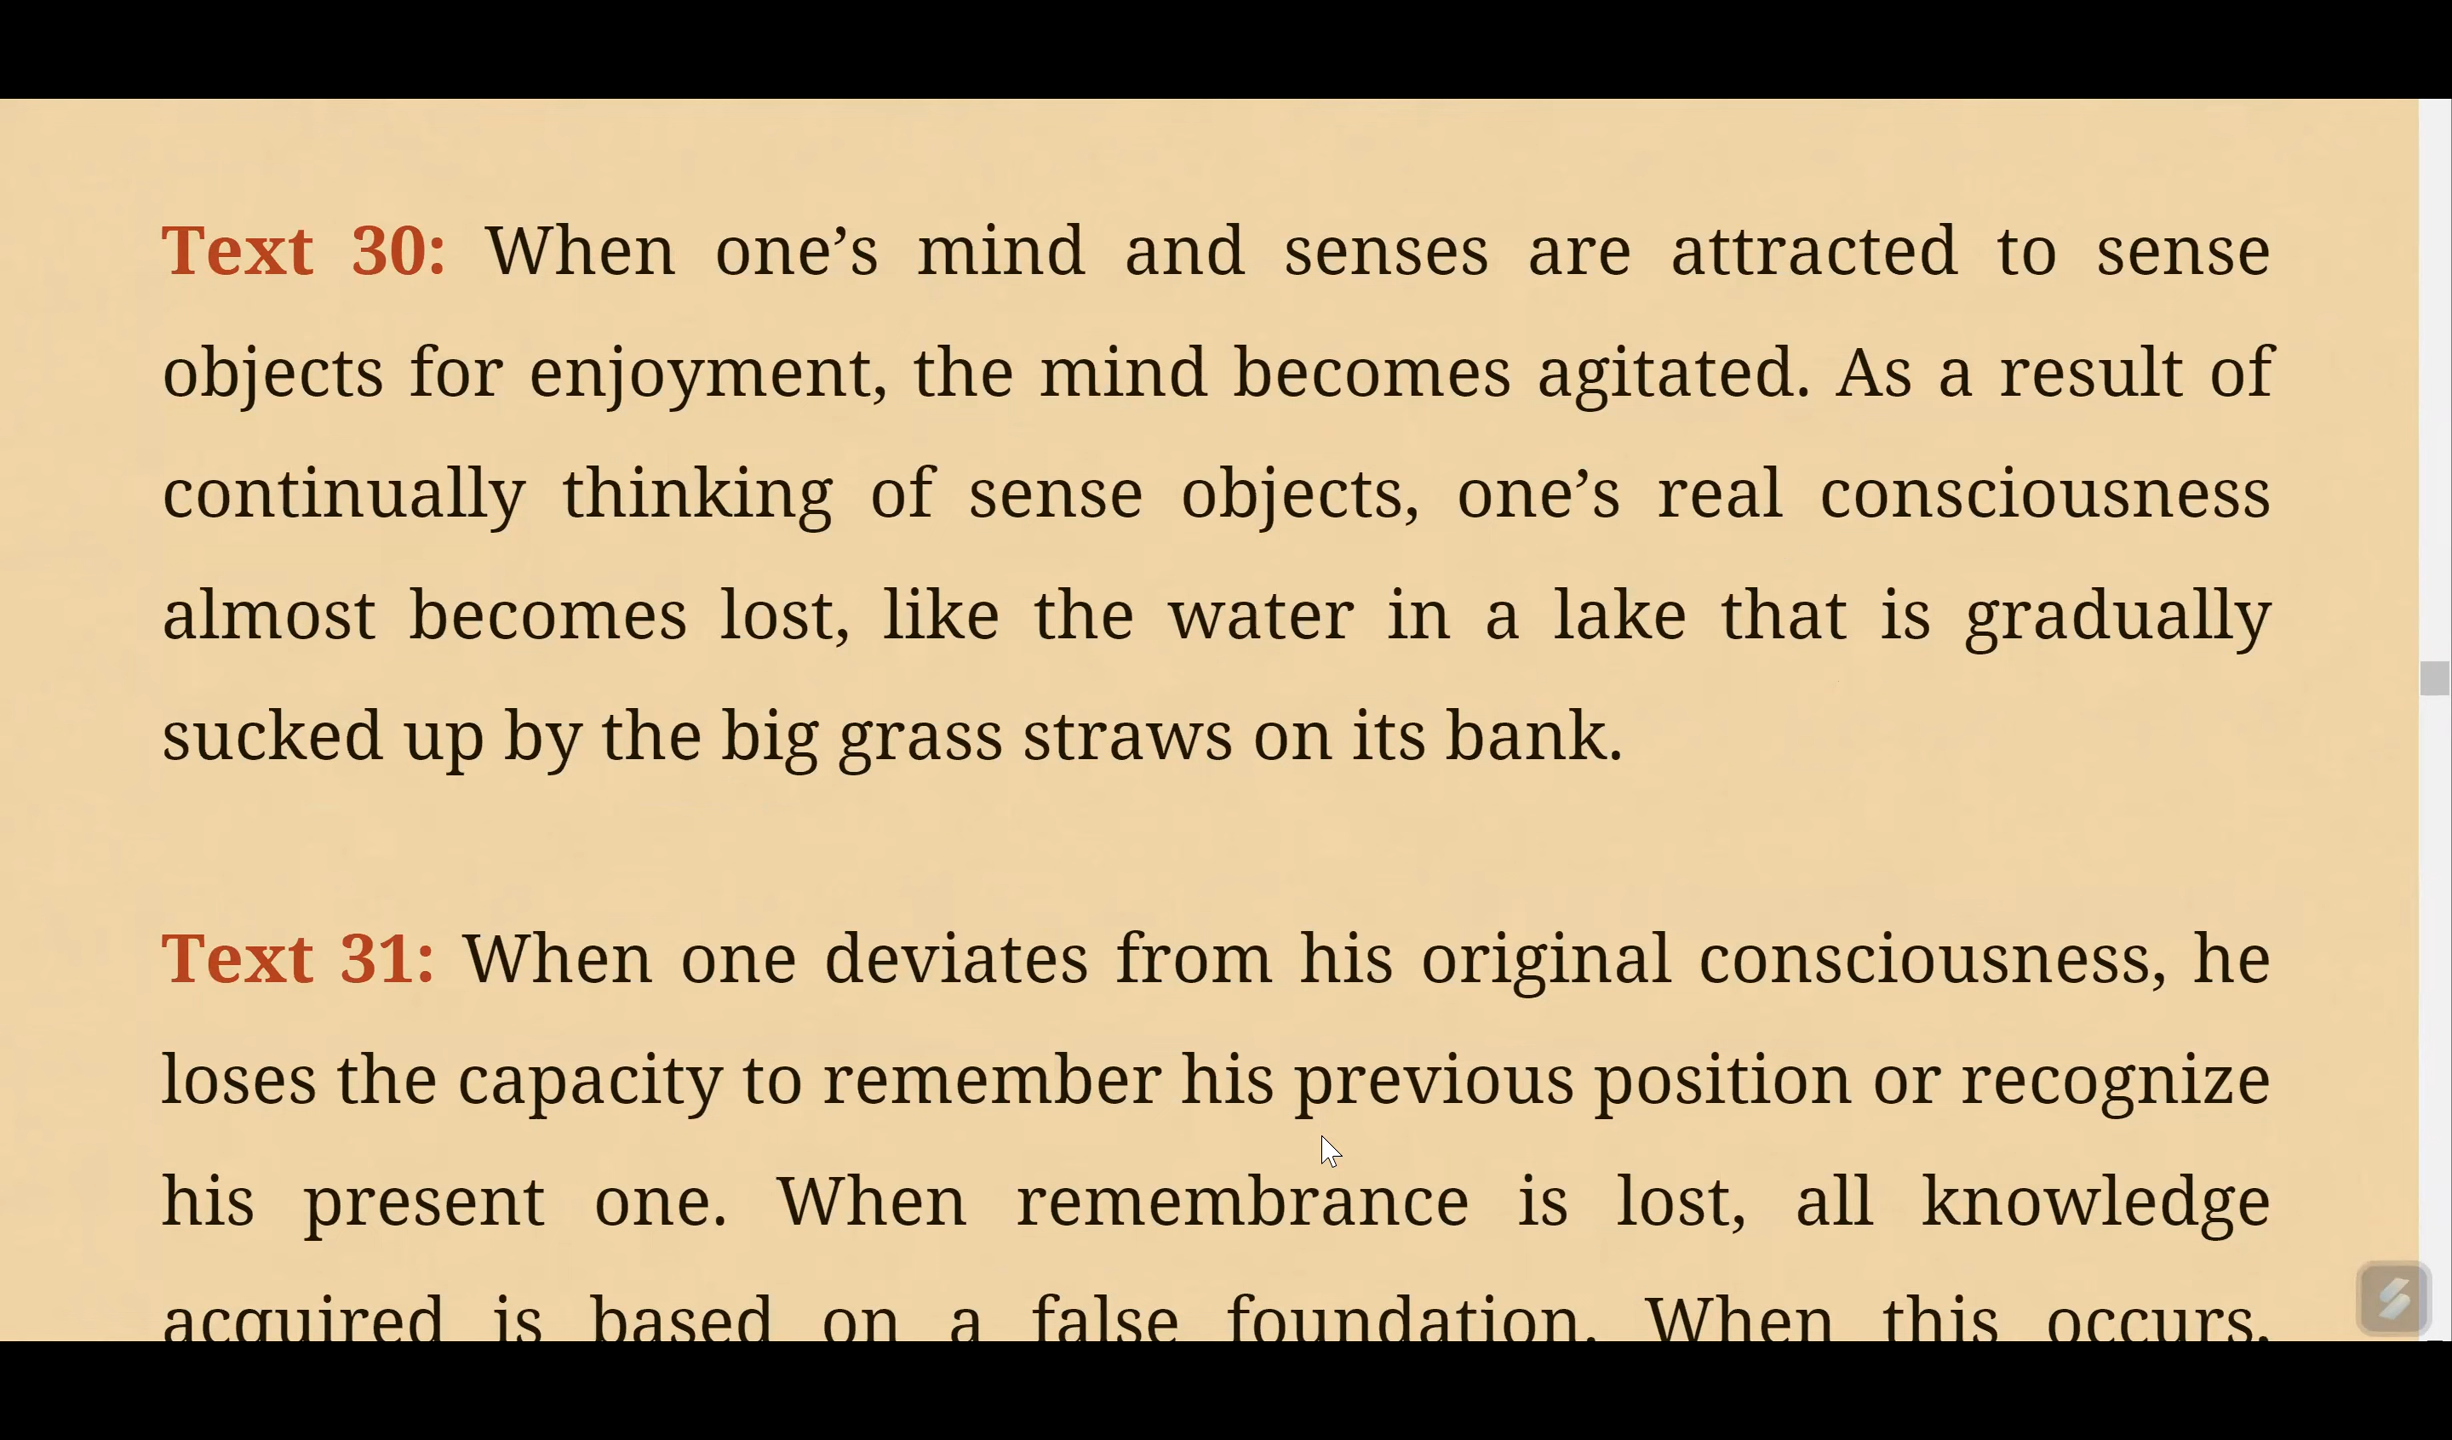 Text 30: When one’s mind and senses are attracted to sense
objects for enjoyment, the mind becomes agitated. As a result of
continually thinking of sense objects, one’s real consciousness
almost becomes lost, like the water in a lake that is gradually
sucked up by the big grass straws on its bank.
Text 31: When one deviates from his original consciousness, he
loses the capacity to remember his previous position or recognize
his present one. When remembrance is lost, all knowledge
acquired is based on a false foundation. When this occurs,